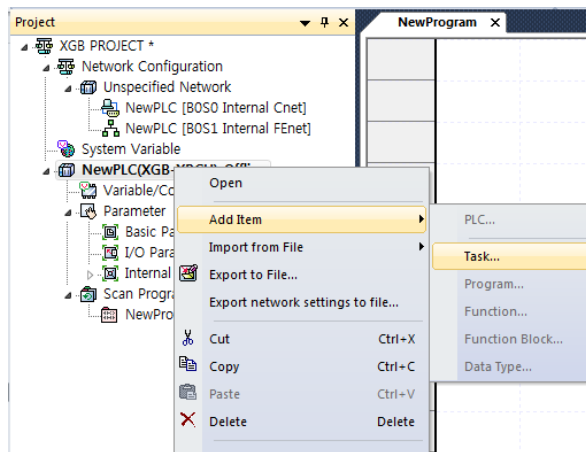 Project
NewProgram
XGB PROJECT *
Network Configuration
Unspecified Network
NewPLC [B0S0 Internal Cnet]
NewPLC [B0S1 Internal FEnet]
System Variable
NewPLC(XGB-
Variable/Co
Parameter
Basic Pa
I/O Para
Internal
Scan Progra
NewPro
Open
Add Item
Import from File
Export to File...
Export network settings to file...
Cut Ctrl+X
Copy Ctrl+C
Paste Ctrl+V
Delete Delete
PLC...
Task...
Program...
Function...
Function Block...
Data Type...